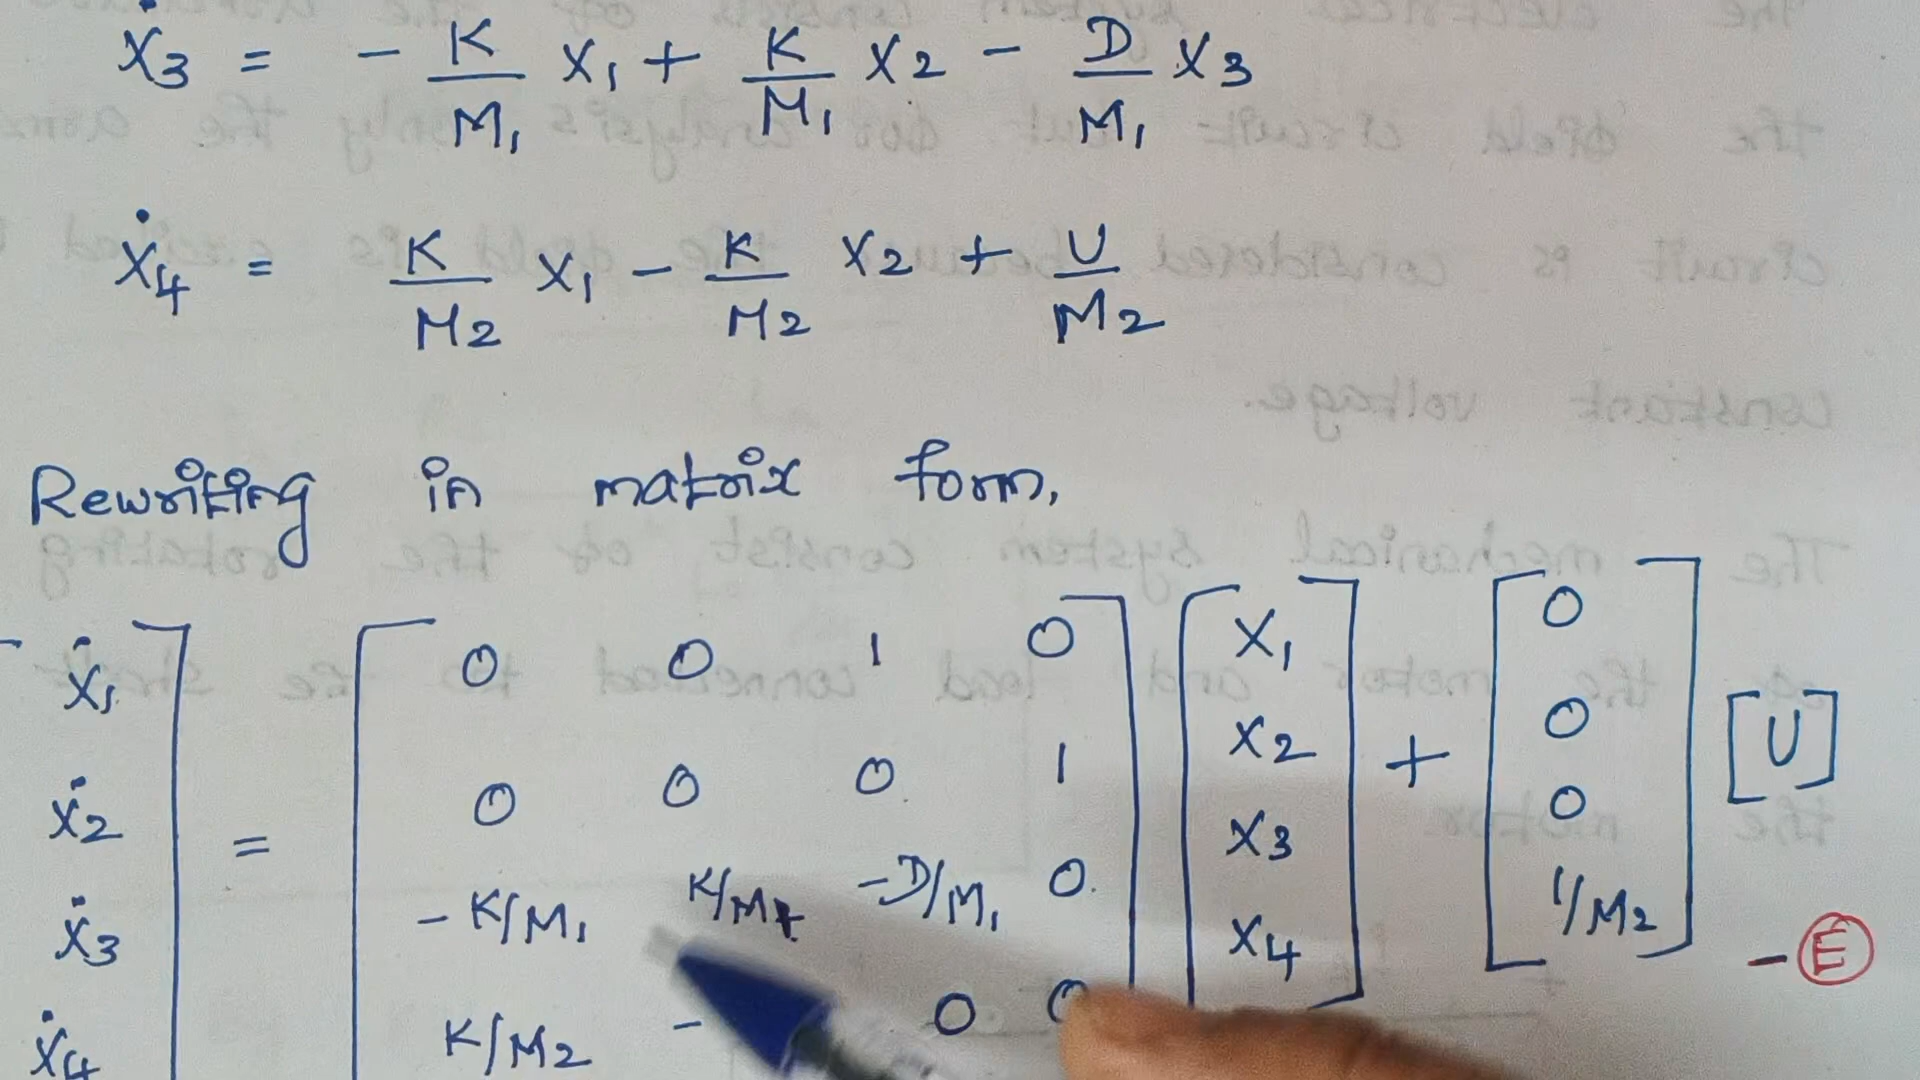 Ẋ3 = - K/M1 X1 + K/M1 X2 - D/M1 X3
Ẋ4 = K/M2 X1 - K/M2 X2 + U/M2
Rewriting in matrix form,
Ẋ1 0 0 1 0 X1 0
Ẋ2 = 0 0 0 1 X2 + 0 [U]
Ẋ3 -K/M1 -D/M1 0 X3 0
Ẋ4 K/M2 - 0 0 X4 1/M2 - E